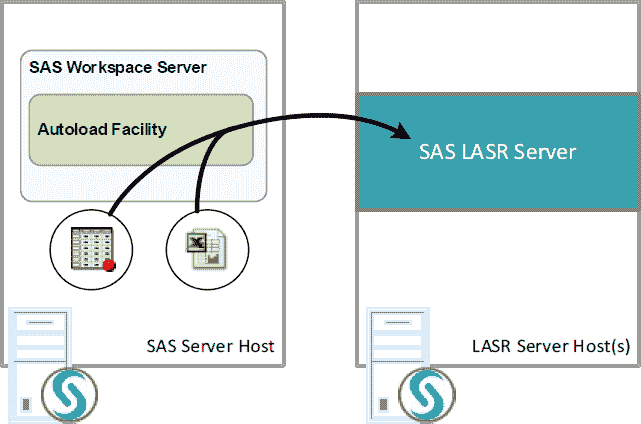 SAS Workspace Server
Autoload Facility
SAS LASR Server
SAS Server Host
LASR Server Host(s)